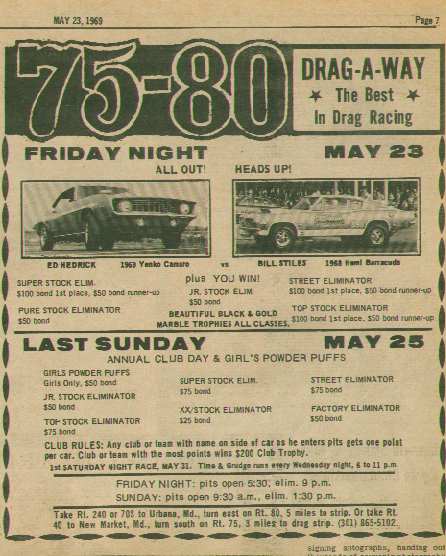 MAY 23, 1969 Page 7
75-80
DRAG-A-WAY
★ The Best ★
In Drag Racing
FRIDAY NIGHT MAY 23
ALL OUT! HEADS UP!
ED HEDRICK 1969 Yenko Camaro vs BILL STILES 1968 Hemi Barracuda
plus YOU WIN!
SUPER STOCK ELIM.
$100 bond 1st place, $50 bond runner-up
JR. STOCK ELIM
$50 bond
STREET ELIMINATOR
$100 bond 1st place, $50 bond runner-up
PURE STOCK ELIMINATOR
$50 bond
BEAUTIFUL BLACK & GOLD
MARBLE TROPHIES ALL CLASSES.
TOP STOCK ELIMINATOR
$100 bond 1st place, $50 bond runner-up
LAST SUNDAY MAY 25
ANNUAL CLUB DAY & GIRL'S POWDER PUFFS
GIRLS POWDER PUFFS
Girls Only, $50 bond
SUPER STOCK ELIM.
$75 bond
STREET ELIMINATOR
$75 bond
JR. STOCK ELIMINATOR
$50 bond
XX/STOCK ELIMINATOR
$25 bond
FACTORY ELIMINATOR
$50 bond
TOP STOCK ELIMINATOR
$75 bond
CLUB RULES: Any club or team with name on side of car as he enters pits gets one point
per car. Club or team with the most points wins $200 Club Trophy.
1st SATURDAY NIGHT RACE, MAY 31. Time & Grudge runs every Wednesday night, 6 to 11 p.m
FRIDAY NIGHT: pits open 5:30; elim. 9 p.m.
SUNDAY: pits open 9:30 a.m., elim. 1:30 p.m.
Take Rt. 240 or 70S to Urbana, Md., turn east on Rt. 80, 5 miles to strip. Or take Rt.
40 to New Market, Md., turn south on Rt. 75, 3 miles to drag strip. (301) 865-5102.
signing autographs, handing out